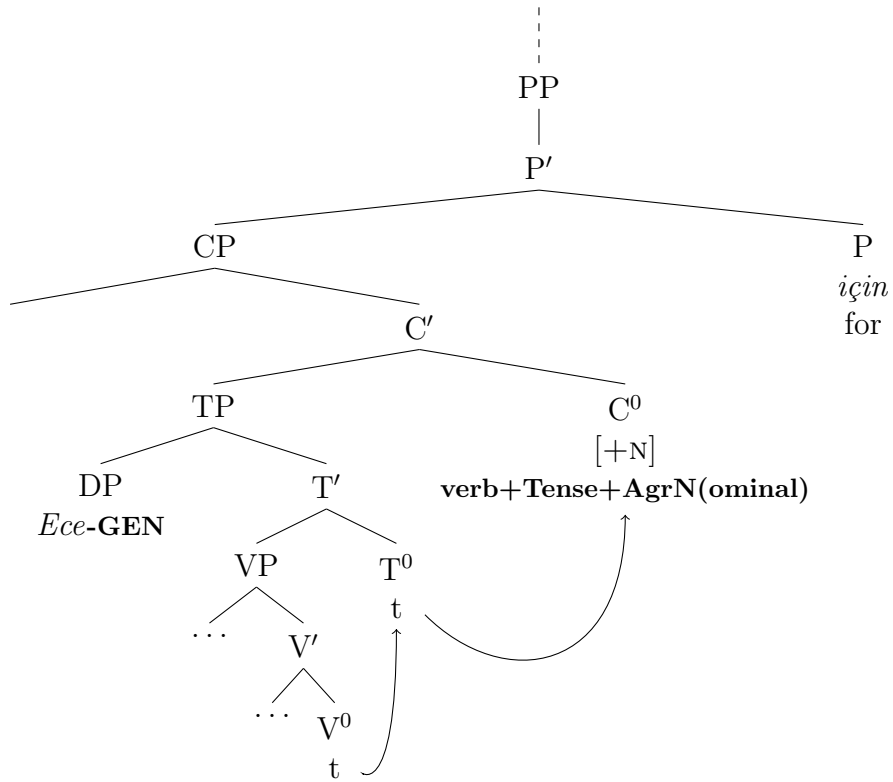 PP
P′
CP P
için
for
C′
TP C⁰
[+N]
DP T′ verb+Tense+AgrN(ominal)
Ece-GEN
VP T⁰
t
... V′
... V⁰
t